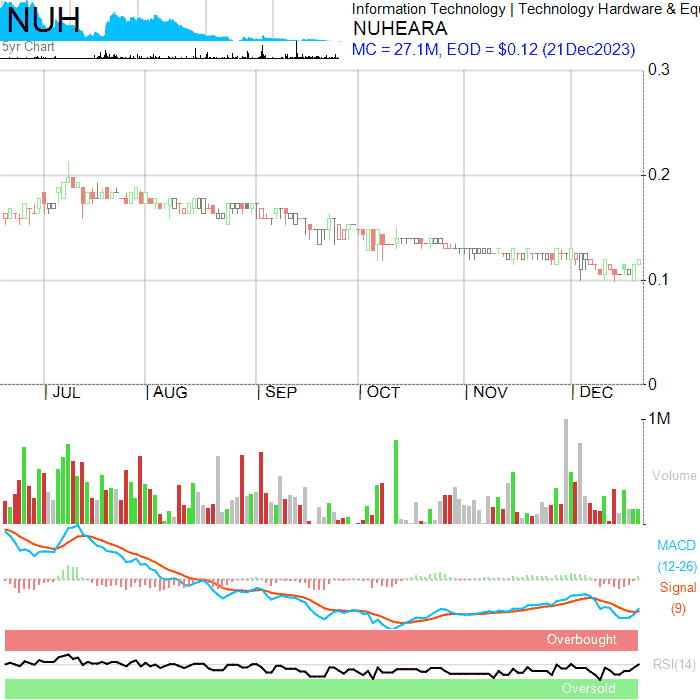 Information Technology | Technology Hardware & Equ
NUH
NUHEARA
5yr Chart
MC = 27.1M, EOD = $0.12 (21Dec2023)
0.3
0.2
0.1
0
JUL AUG SEP OCT NOV DEC
1M
Volume
MACD
(12-26)
Signal
(9)
Overbought
RSI(14)
Oversold